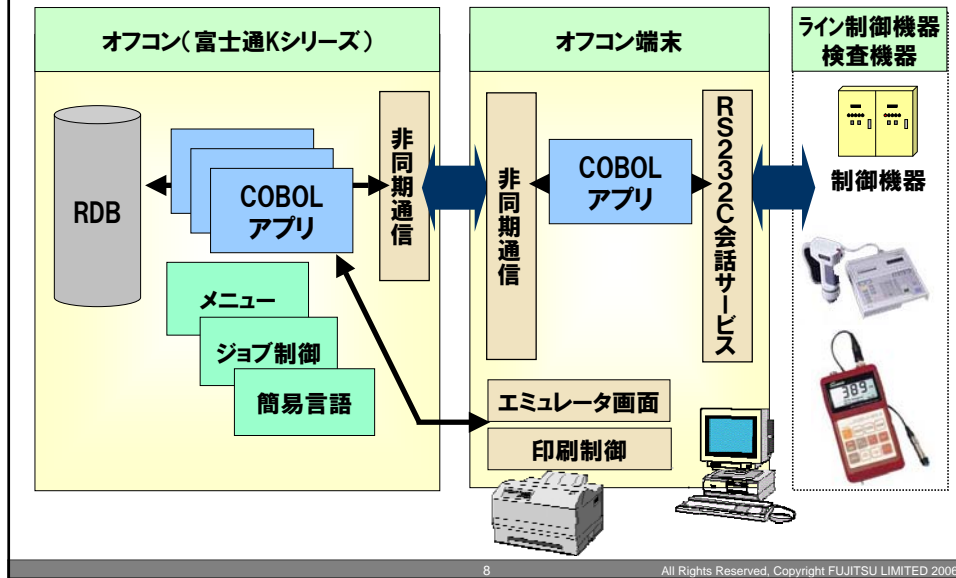 オフコン(富士通Kシリーズ)
RDB
COBOL
アプリ
非同期通信
メニュー
ジョブ制御
簡易言語
オフコン端末
非同期通信
COBOL
アプリ
RS232C会話サービス
エミュレータ画面
印刷制御
ライン制御機器
検査機器
制御機器
389
8
All Rights Reserved, Copyright FUJITSU LIMITED 2006